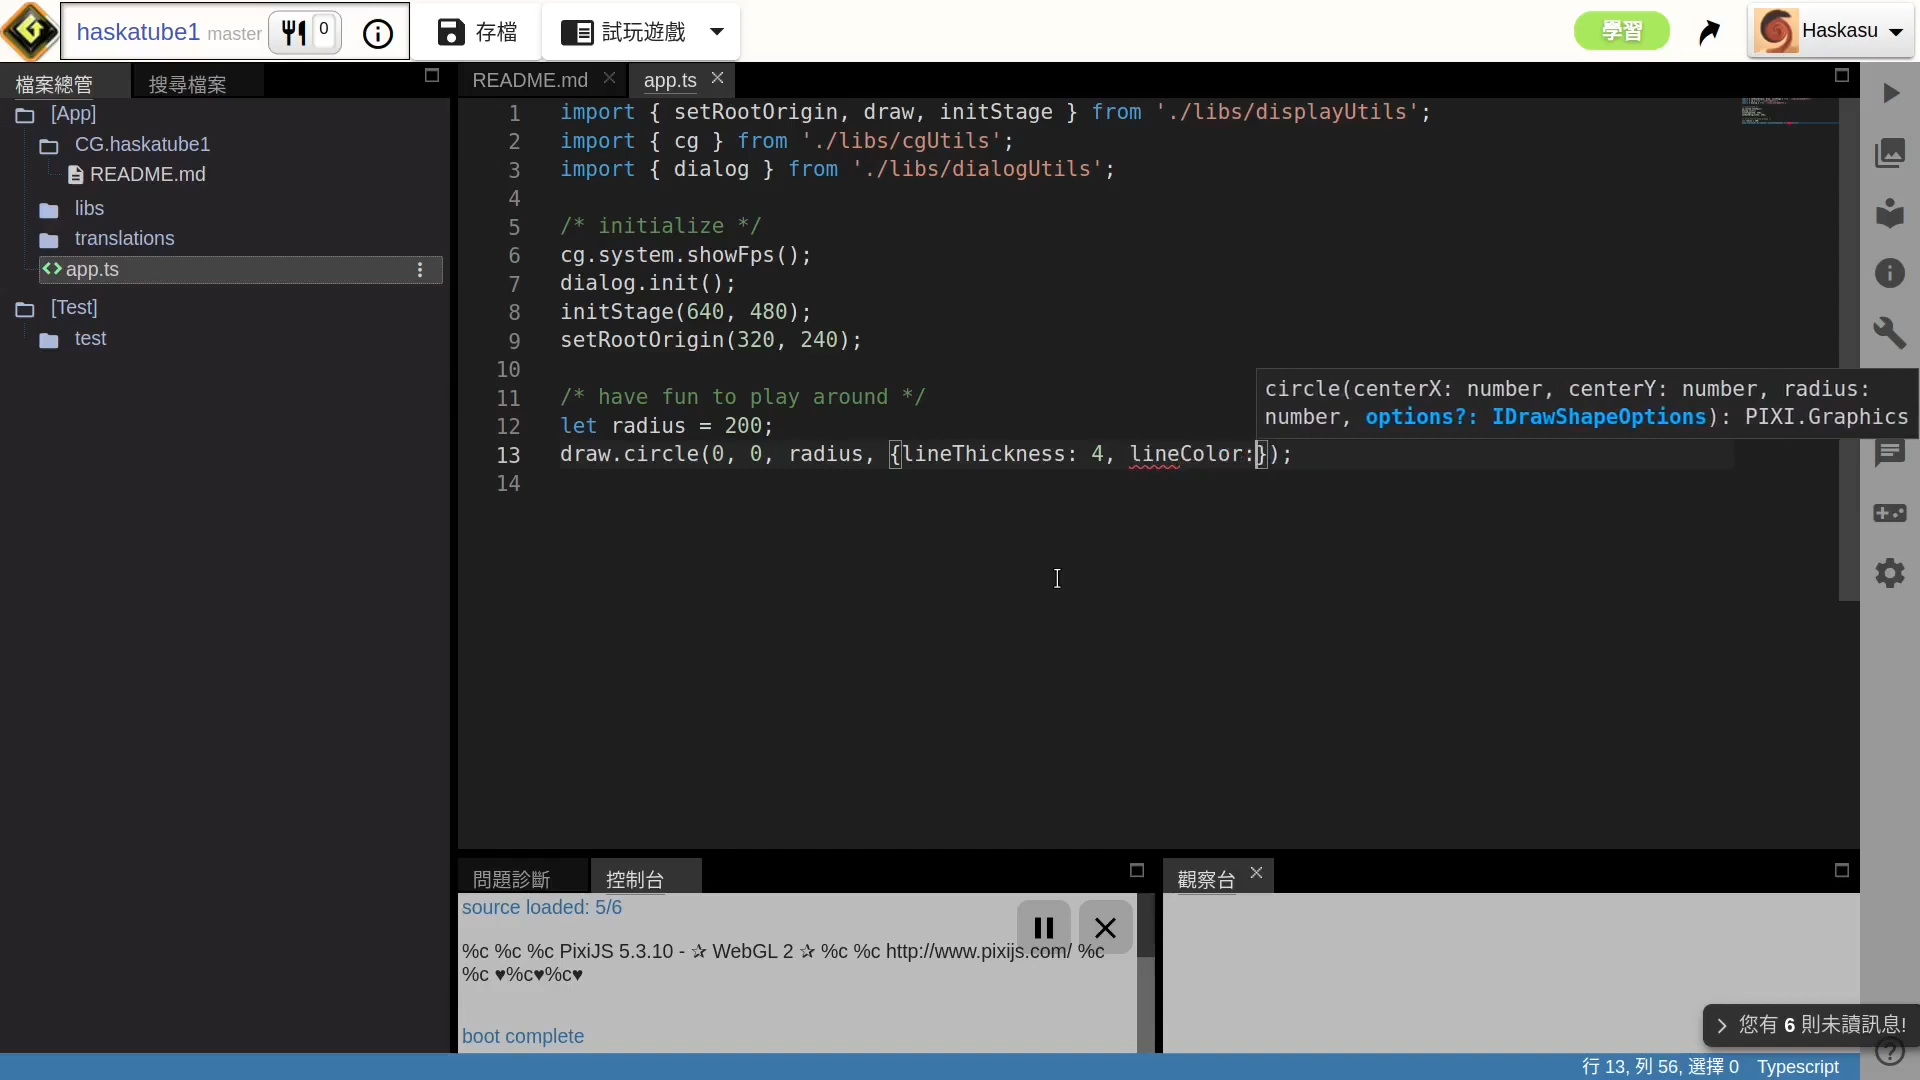 haskatube1 master 0 存檔 試玩遊戲 學習 Haskasu
檔案總管 搜尋檔案 README.md app.ts
[App]
CG.haskatube1
README.md
libs
translations
app.ts
[Test]
test
1 import { setRootOrigin, draw, initStage } from './libs/displayUtils';
2 import { cg } from './libs/cgUtils';
3 import { dialog } from './libs/dialogUtils';
4
5 /* initialize */
6 cg.system.showFps();
7 dialog.init();
8 initStage(640, 480);
9 setRootOrigin(320, 240);
10
11 /* have fun to play around */
12 let radius = 200;
13 draw.circle(0, 0, radius, {lineThickness: 4, lineColor:});
14
circle(centerX: number, centerY: number, radius:
number, options?: IDrawShapeOptions): PIXI.Graphics
問題診斷 控制台 觀察台
source loaded: 5/6
%c %c %c PixiJS 5.3.10 - ✰ WebGL 2 ✰ %c %c http://www.pixijs.com/ %c
%c ♥%c♥%c♥
boot complete
您有 6 則未讀訊息!
行 13, 列 56, 選擇 0 Typescript